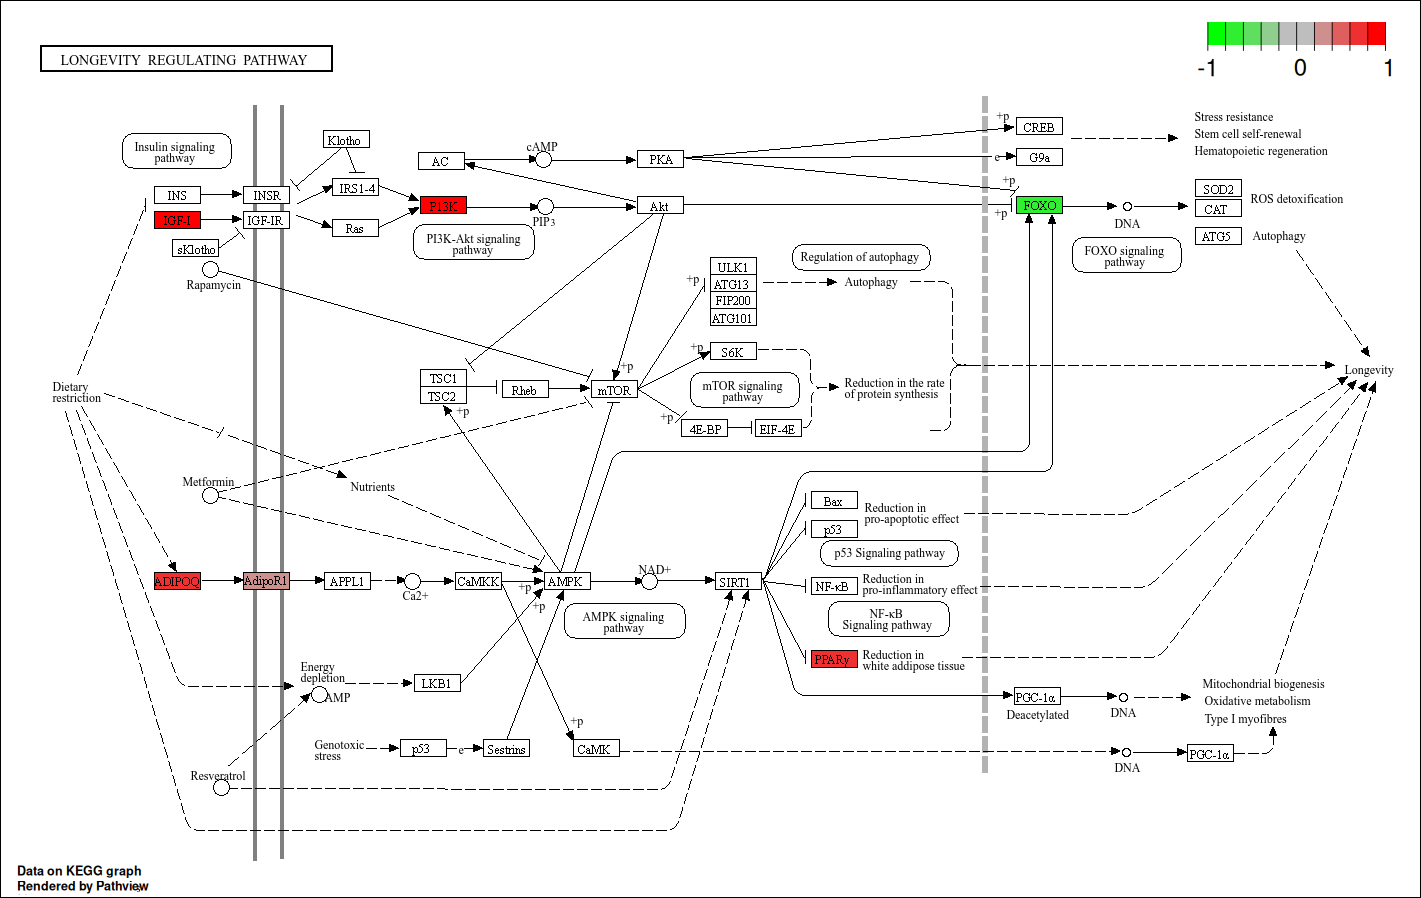 LONGEVITY REGULATING PATHWAY
-1 0 1
Insulin signaling
pathway
Klotho
INS
INSR
IRS1-4
IGF-I
IGF-IR
Ras
sKlotho
Rapamycin
AC
cAMP
PKA
P13K
PIP3
Akt
PI3K-Akt signaling
pathway
+p
CREB
e
G9a
+p
FOXO
+p
DNA
FOXO signaling
pathway
Stress resistance
Stem cell self-renewal
Hematopoietic regeneration
SOD2
CAT
ROS detoxification
ATG5
Autophagy
+p
ULK1
ATG13
FIP200
ATG101
Regulation of autophagy
Autophagy
Dietary
restriction
TSC1
TSC2
+p
Rheb
mTOR
+p
+p
S6K
mTOR signaling
pathway
+p
4E-BP
EIF-4E
Reduction in the rate
of protein synthesis
Longevity
Metformin
Nutrients
ADIPOQ
AdipoR1
APPL1
Ca2+
CaMKK
+p
+p
AMPK
AMPK signaling
pathway
NAD+
SIRT1
Bax
p53
Reduction in
pro-apoptotic effect
p53 Signaling pathway
NF-κB
Reduction in
pro-inflammatory effect
NF-κB
Signaling pathway
PPARγ
Reduction in
white addipose tissue
Energy
depletion
AMP
LKB1
Genotoxic
stress
p53
e
Sestrins
+p
CaMK
PGC-1α
Deacetylated
DNA
Mitochondrial biogenesis
Oxidative metabolism
Type I myofibres
DNA
PGC-1α
Resveratrol
Data on KEGG graph
Rendered by Pathview